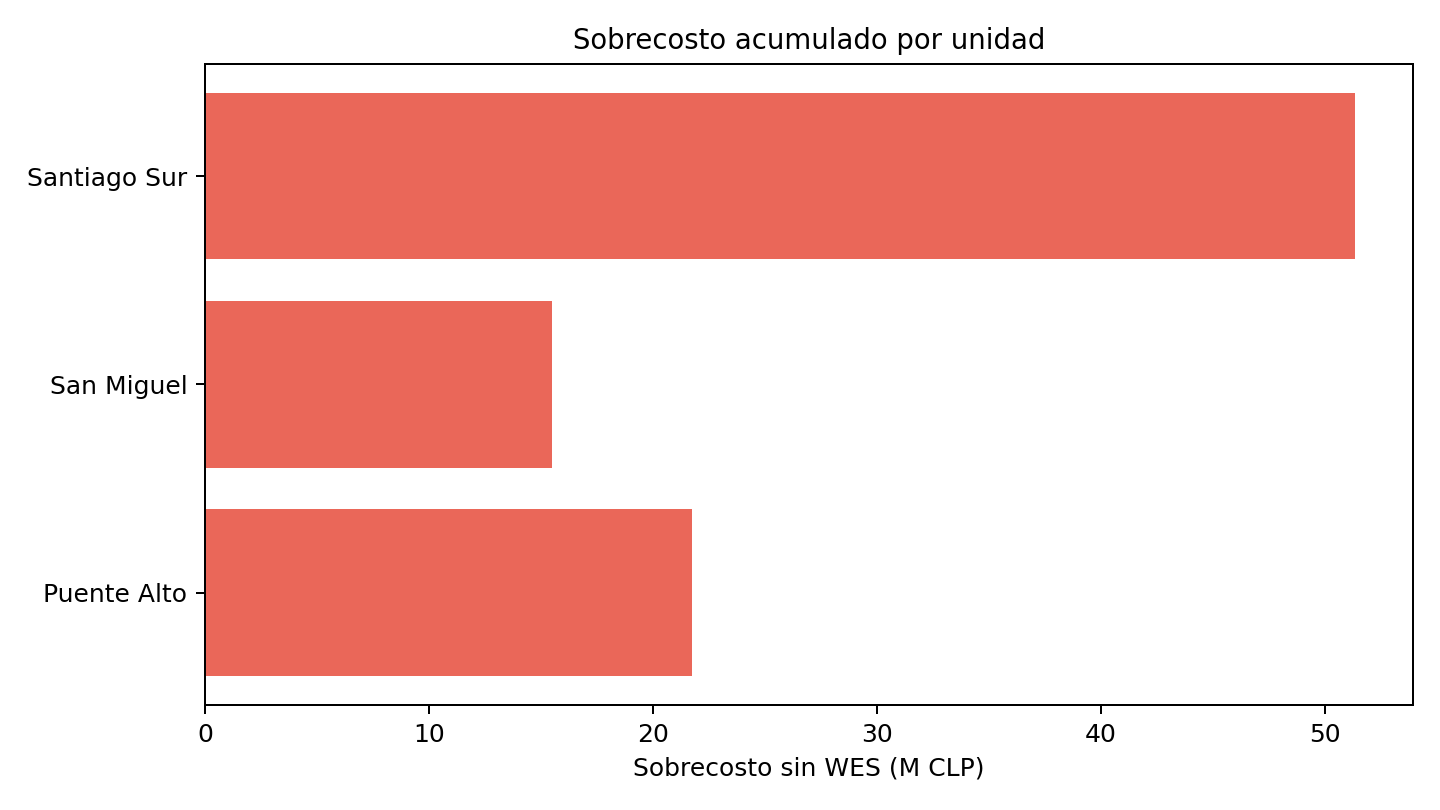 Sobrecosto acumulado por unidad
Santiago Sur
San Miguel
Puente Alto
0 10 20 30 40 50
Sobrecosto sin WES (M CLP)